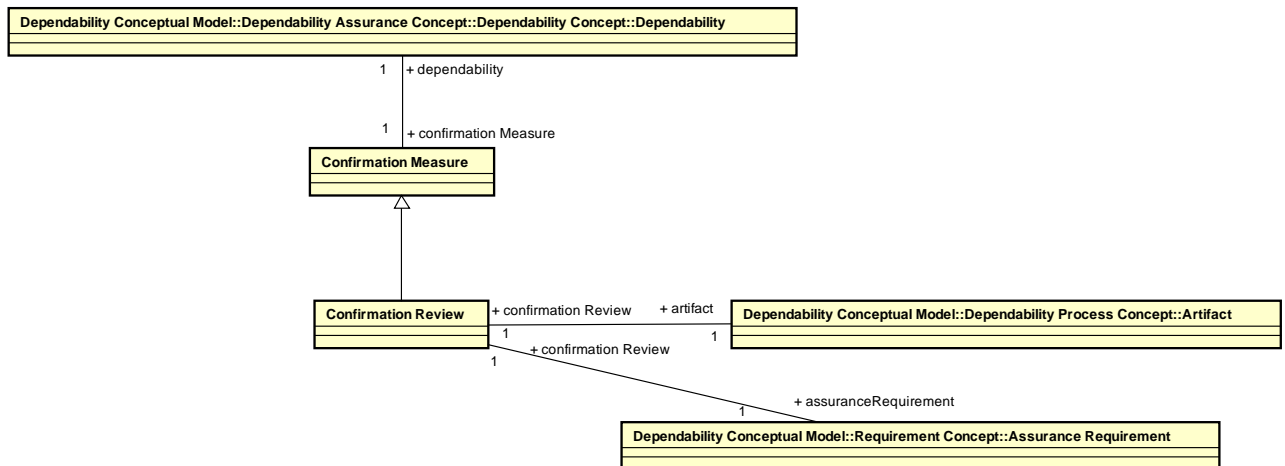 Dependability Conceptual Model::Dependability Assurance Concept::Dependability Concept::Dependability
1
+ dependability
1
+ confirmation Measure
Confirmation Measure
Confirmation Review
+ confirmation Review
+ artifact
Dependability Conceptual Model::Dependability Process Concept::Artifact
1
1
+ confirmation Review
1
+ assuranceRequirement
1
Dependability Conceptual Model::Requirement Concept::Assurance Requirement